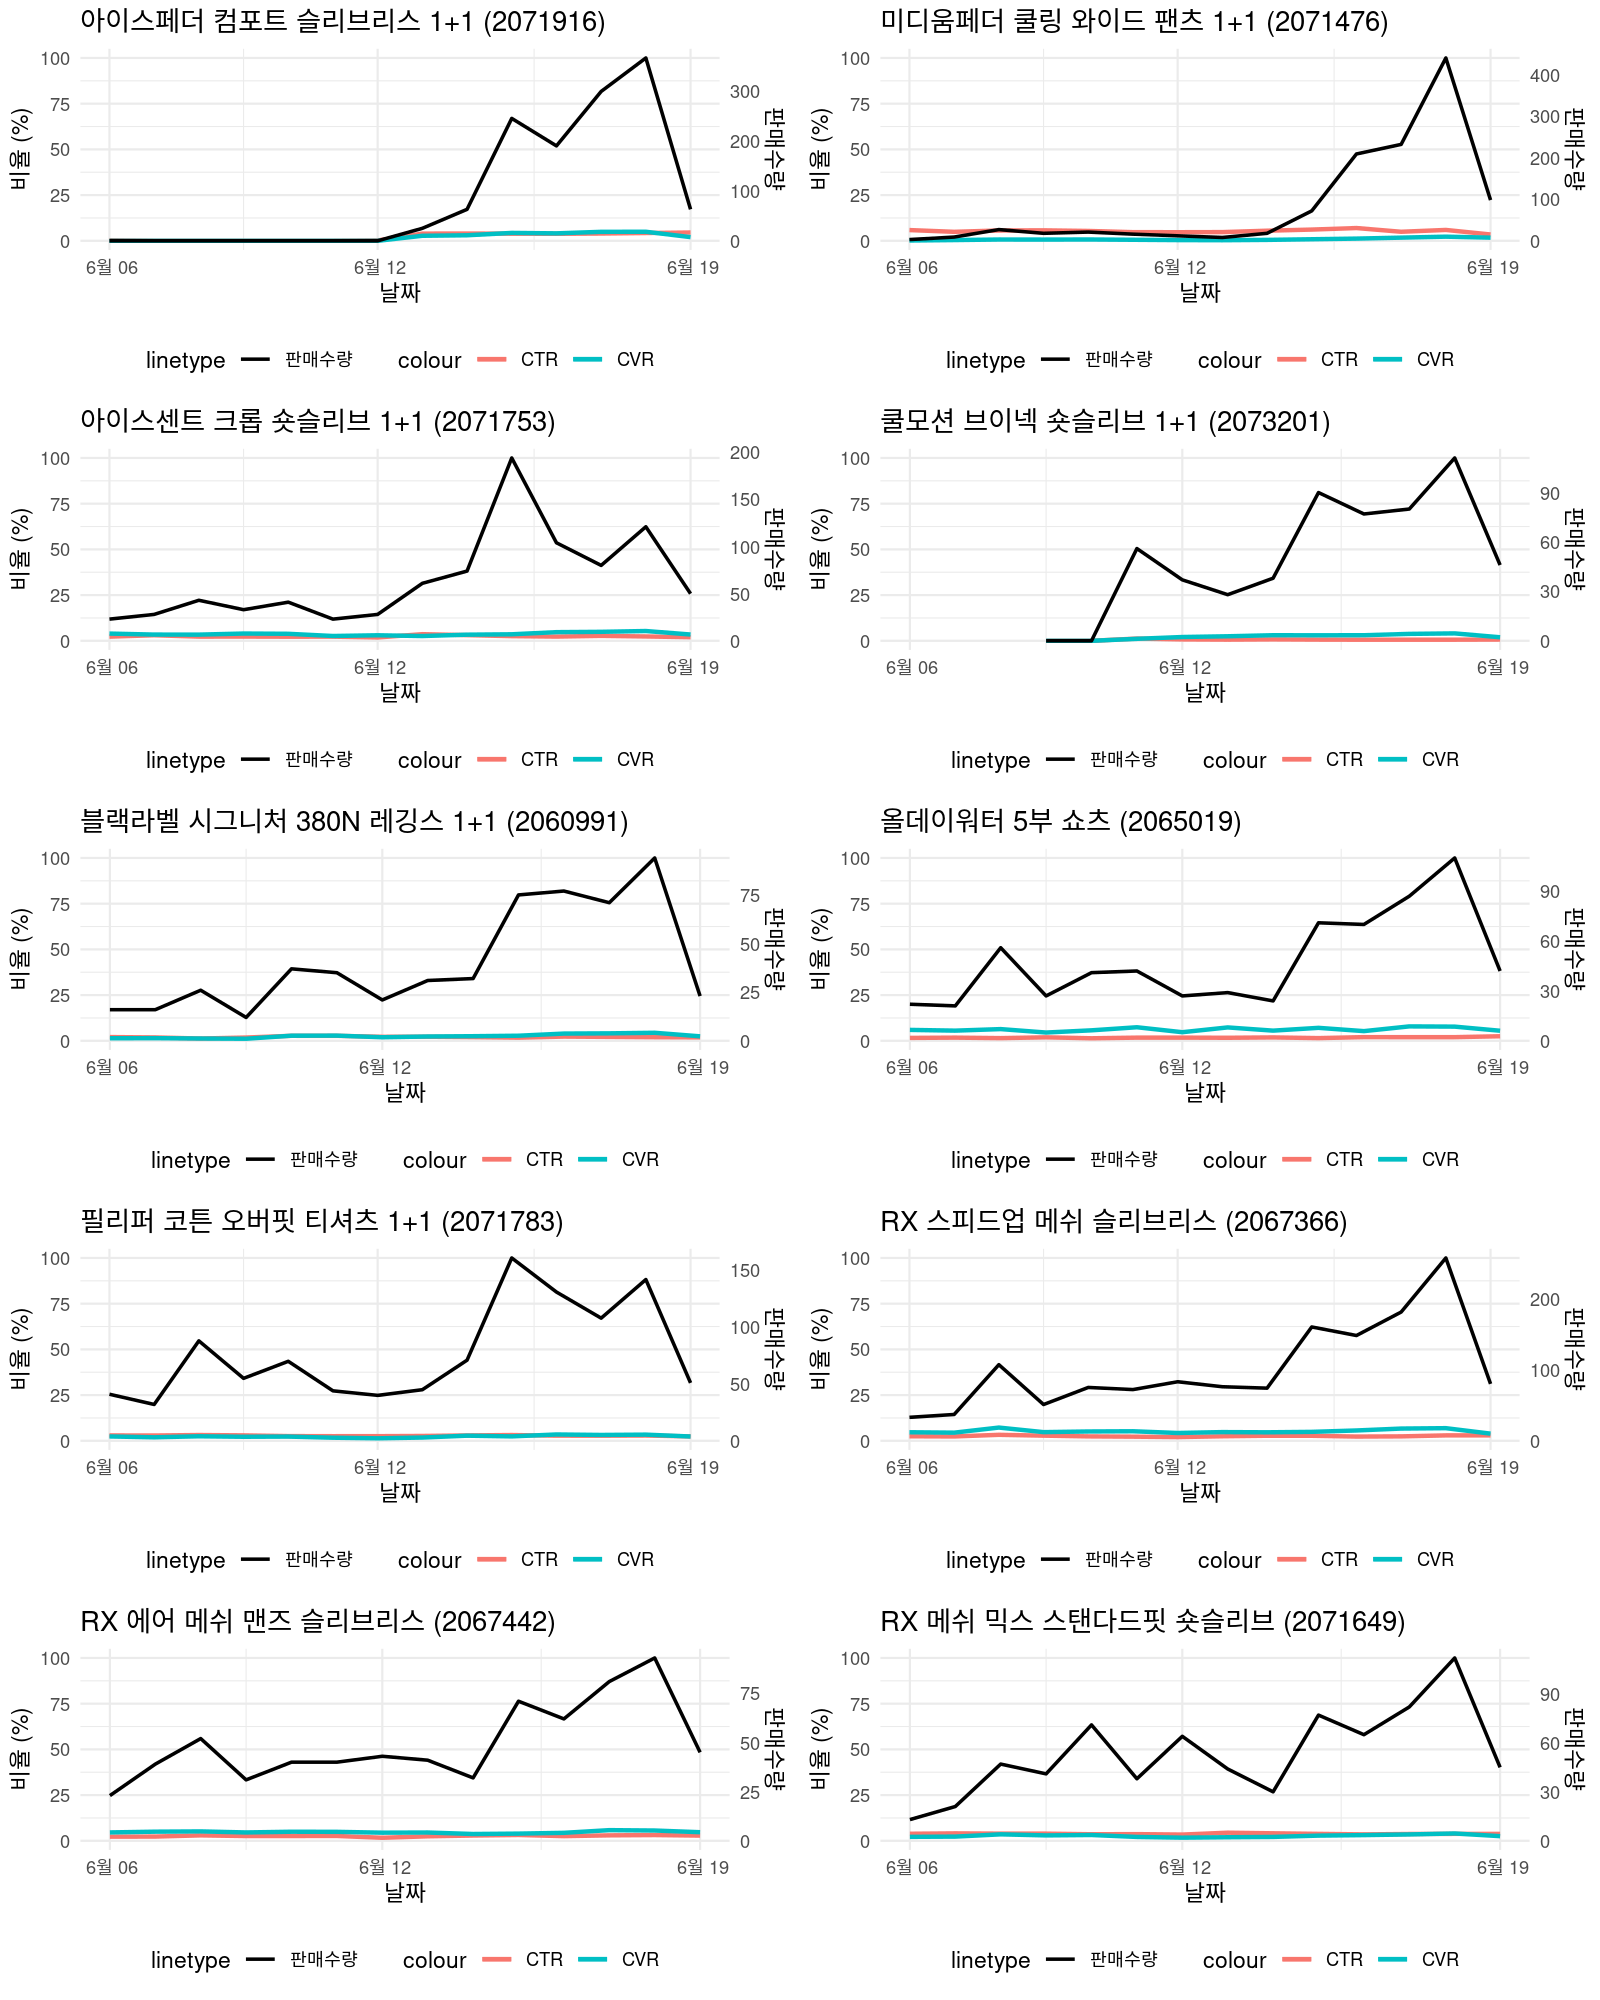 아이스페더 컴포트 슬리브리스 1+1 (2071916)
비율 (%)
100
75
50
25
0
300
200
100
0
판매수량
6월 06
6월 12
6월 19
날짜
linetype 판매수량 colour CTR CVR
미디움페더 쿨링 와이드 팬츠 1+1 (2071476)
비율 (%)
100
75
50
25
0
400
300
200
100
0
판매수량
6월 06
6월 12
6월 19
날짜
linetype 판매수량 colour CTR CVR
아이스센트 크롭 숏슬리브 1+1 (2071753)
비율 (%)
100
75
50
25
0
200
150
100
50
0
판매수량
6월 06
6월 12
6월 19
날짜
linetype 판매수량 colour CTR CVR
쿨모션 브이넥 숏슬리브 1+1 (2073201)
비율 (%)
100
75
50
25
0
90
60
30
0
판매수량
6월 06
6월 12
6월 19
날짜
linetype 판매수량 colour CTR CVR
블랙라벨 시그니처 380N 레깅스 1+1 (2060991)
비율 (%)
100
75
50
25
0
75
50
25
0
판매수량
6월 06
6월 12
6월 19
날짜
linetype 판매수량 colour CTR CVR
올데이워터 5부 쇼츠 (2065019)
비율 (%)
100
75
50
25
0
90
60
30
0
판매수량
6월 06
6월 12
6월 19
날짜
linetype 판매수량 colour CTR CVR
필리퍼 코튼 오버핏 티셔츠 1+1 (2071783)
비율 (%)
100
75
50
25
0
150
100
50
0
판매수량
6월 06
6월 12
6월 19
날짜
linetype 판매수량 colour CTR CVR
RX 스피드업 메쉬 슬리브리스 (2067366)
비율 (%)
100
75
50
25
0
200
100
0
판매수량
6월 06
6월 12
6월 19
날짜
linetype 판매수량 colour CTR CVR
RX 에어 메쉬 맨즈 슬리브리스 (2067442)
비율 (%)
100
75
50
25
0
75
50
25
0
판매수량
6월 06
6월 12
6월 19
날짜
linetype 판매수량 colour CTR CVR
RX 메쉬 믹스 스탠다드핏 숏슬리브 (2071649)
비율 (%)
100
75
50
25
0
90
60
30
0
판매수량
6월 06
6월 12
6월 19
날짜
linetype 판매수량 colour CTR CVR